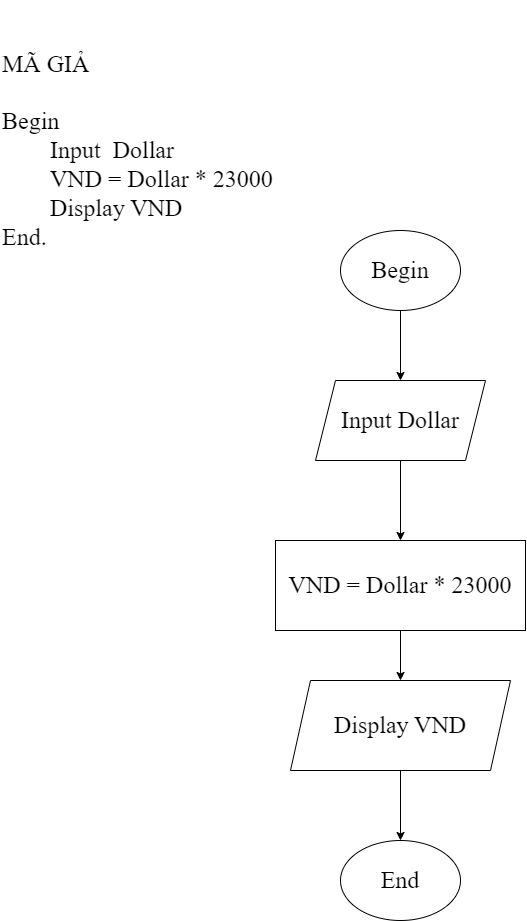 MÃ GIẢ
Begin
Input  Dollar
VND = Dollar * 23000
Display VND
End.
Begin
Input Dollar
VND = Dollar * 23000
Display VND
End